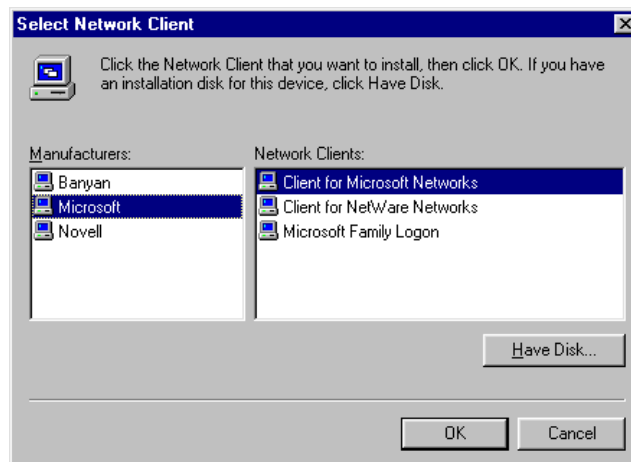 Select Network Client
Click the Network Client that you want to install, then click OK. If you have
an installation disk for this device, click Have Disk.
Manufacturers:
Banyan
Microsoft
Novell
Network Clients:
Client for Microsoft Networks
Client for NetWare Networks
Microsoft Family Logon
Have Disk...
OK
Cancel